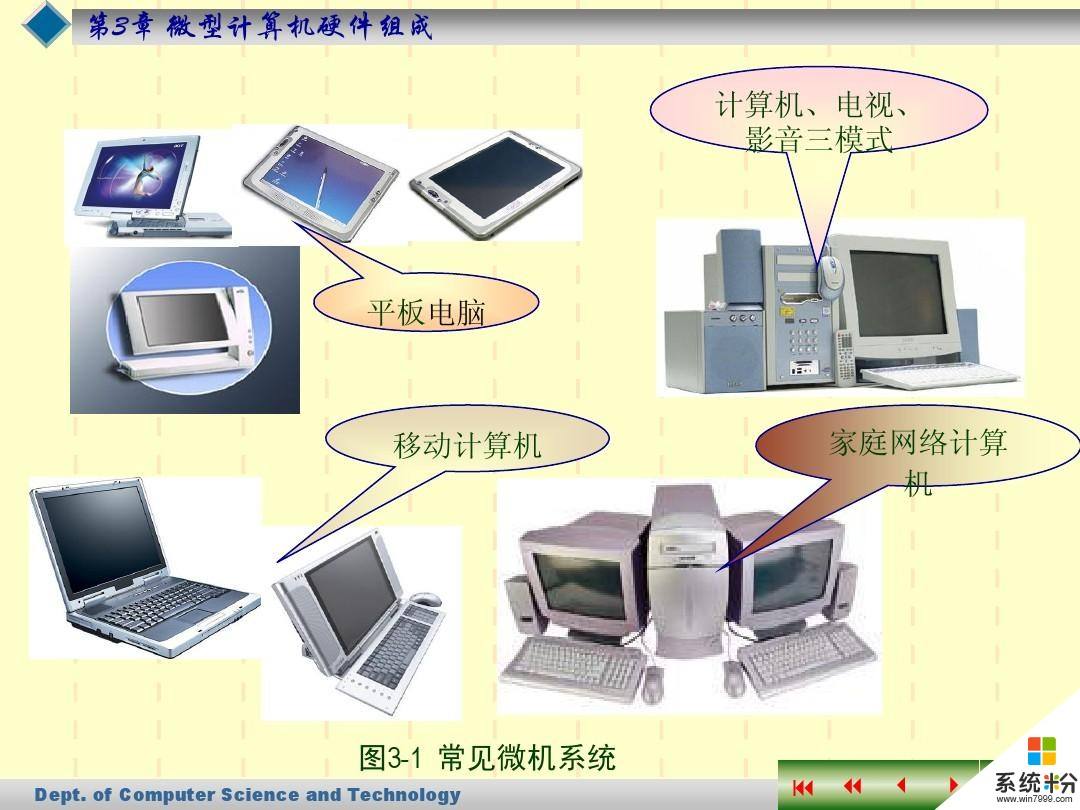 第3章 微型计算机硬件组成
计算机、电视、
影音三模式
平板电脑
移动计算机
家庭网络计算
机
图3-1 常见微机系统
Dept. of Computer Science and Technology
系统粉
www.win7999.com